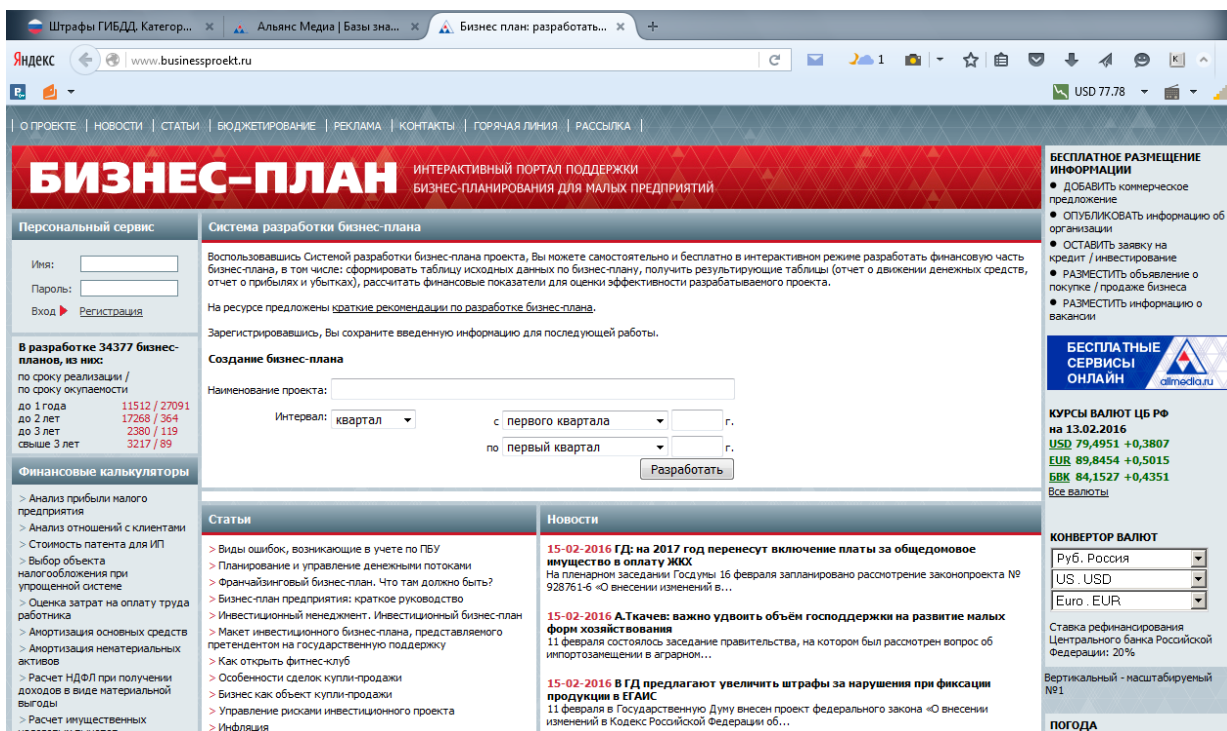 Штрафы ГИБДД. Категор...
Альянс Медиа | Базы зна...
Бизнес план: разработать...
Яндекс
www.businessproekt.ru
1
USD 77.78
О ПРОЕКТЕ | НОВОСТИ | СТАТЬИ | БЮДЖЕТИРОВАНИЕ | РЕКЛАМА | КОНТАКТЫ | ГОРЯЧАЯ ЛИНИЯ | РАССЫЛКА |
БИЗНЕС-ПЛАН
ИНТЕРАКТИВНЫЙ ПОРТАЛ ПОДДЕРЖКИ
БИЗНЕС-ПЛАНИРОВАНИЯ ДЛЯ МАЛЫХ ПРЕДПРИЯТИЙ
Персональный сервис
Имя:
Пароль:
Вход Регистрация
В разработке 34377 бизнес-
планов, из них:
по сроку реализации /
по сроку окупаемости
до 1 года 11512 / 27091
до 2 лет 17268 / 364
до 3 лет 2380 / 119
свыше 3 лет 3217 / 89
Финансовые калькуляторы
> Анализ прибыли малого
предприятия
> Анализ отношений с клиентами
> Стоимость патента для ИП
> Выбор объекта
налогообложения при
упрощенной системе
> Оценка затрат на оплату труда
работника
> Амортизация основных средств
> Амортизация нематериальных
активов
> Расчет НДФЛ при получении
доходов в виде материальной
выгоды
> Расчет имущественных
Система разработки бизнес-плана
Воспользовавшись Системой разработки бизнес-плана проекта, Вы можете самостоятельно и бесплатно в интерактивном режиме разработать финансовую часть
бизнес-плана, в том числе: сформировать таблицу исходных данных по бизнес-плану, получить результирующие таблицы (отчет о движении денежных средств,
отчет о прибылях и убытках), рассчитать финансовые показатели для оценки эффективности разрабатываемого проекта.
На ресурсе предложены краткие рекомендации по разработке бизнес-плана.
Зарегистрировавшись, Вы сохраните введенную информацию для последующей работы.
Создание бизнес-плана
Наименование проекта:
Интервал: квартал с первого квартала г.
по первый квартал г.
Разработать
Статьи
> Виды ошибок, возникающие в учете по ПБУ
> Планирование и управление денежными потоками
> Франчайзинговый бизнес-план. Что там должно быть?
> Бизнес-план предприятия: краткое руководство
> Инвестиционный менеджмент. Инвестиционный бизнес-план
> Макет инвестиционного бизнес-плана, представляемого
претендентом на государственную поддержку
> Как открыть фитнес-клуб
> Особенности сделок купли-продажи
> Бизнес как объект купли-продажи
> Управление рисками инвестиционного проекта
> Инфляция
Новости
15-02-2016 ГД: на 2017 год перенесут включение платы за общедомовое
имущество в оплату ЖКХ
На пленарном заседании Госдумы 16 февраля запланировано рассмотрение законопроекта №
928761-6 «О внесении изменений в...
15-02-2016 А.Ткачев: важно удвоить объём господдержки на развитие малых
форм хозяйствования
11 февраля состоялось заседание правительства, на котором был рассмотрен вопрос об
импортозамещении в аграрном...
15-02-2016 В ГД предлагают увеличить штрафы за нарушения при фиксации
продукции в ЕГАИС
11 февраля в Государственную Думу внесен проект федерального закона «О внесении
изменений в Кодекс Российской Федерации об...
БЕСПЛАТНОЕ РАЗМЕЩЕНИЕ
ИНФОРМАЦИИ
● ДОБАВИТЬ коммерческое
предложение
● ОПУБЛИКОВАТЬ информацию об
организации
● ОСТАВИТЬ заявку на
кредит / инвестирование
● РАЗМЕСТИТЬ объявление о
покупке / продаже бизнеса
● РАЗМЕСТИТЬ информацию о
вакансии
БЕСПЛАТНЫЕ
СЕРВИСЫ
ОНЛАЙН
allmedia.ru
КУРСЫ ВАЛЮТ ЦБ РФ
на 13.02.2016
USD 79,4951 +0,3807
EUR 89,8454 +0,5015
БВК 84,1527 +0,4351
Все валюты
КОНВЕРТОР ВАЛЮТ
Руб. Россия
US . USD
Euro . EUR
Ставка рефинансирования
Центрального банка Российской
Федерации: 20%
Вертикальный - масштабируемый
№1
ПОГОДА